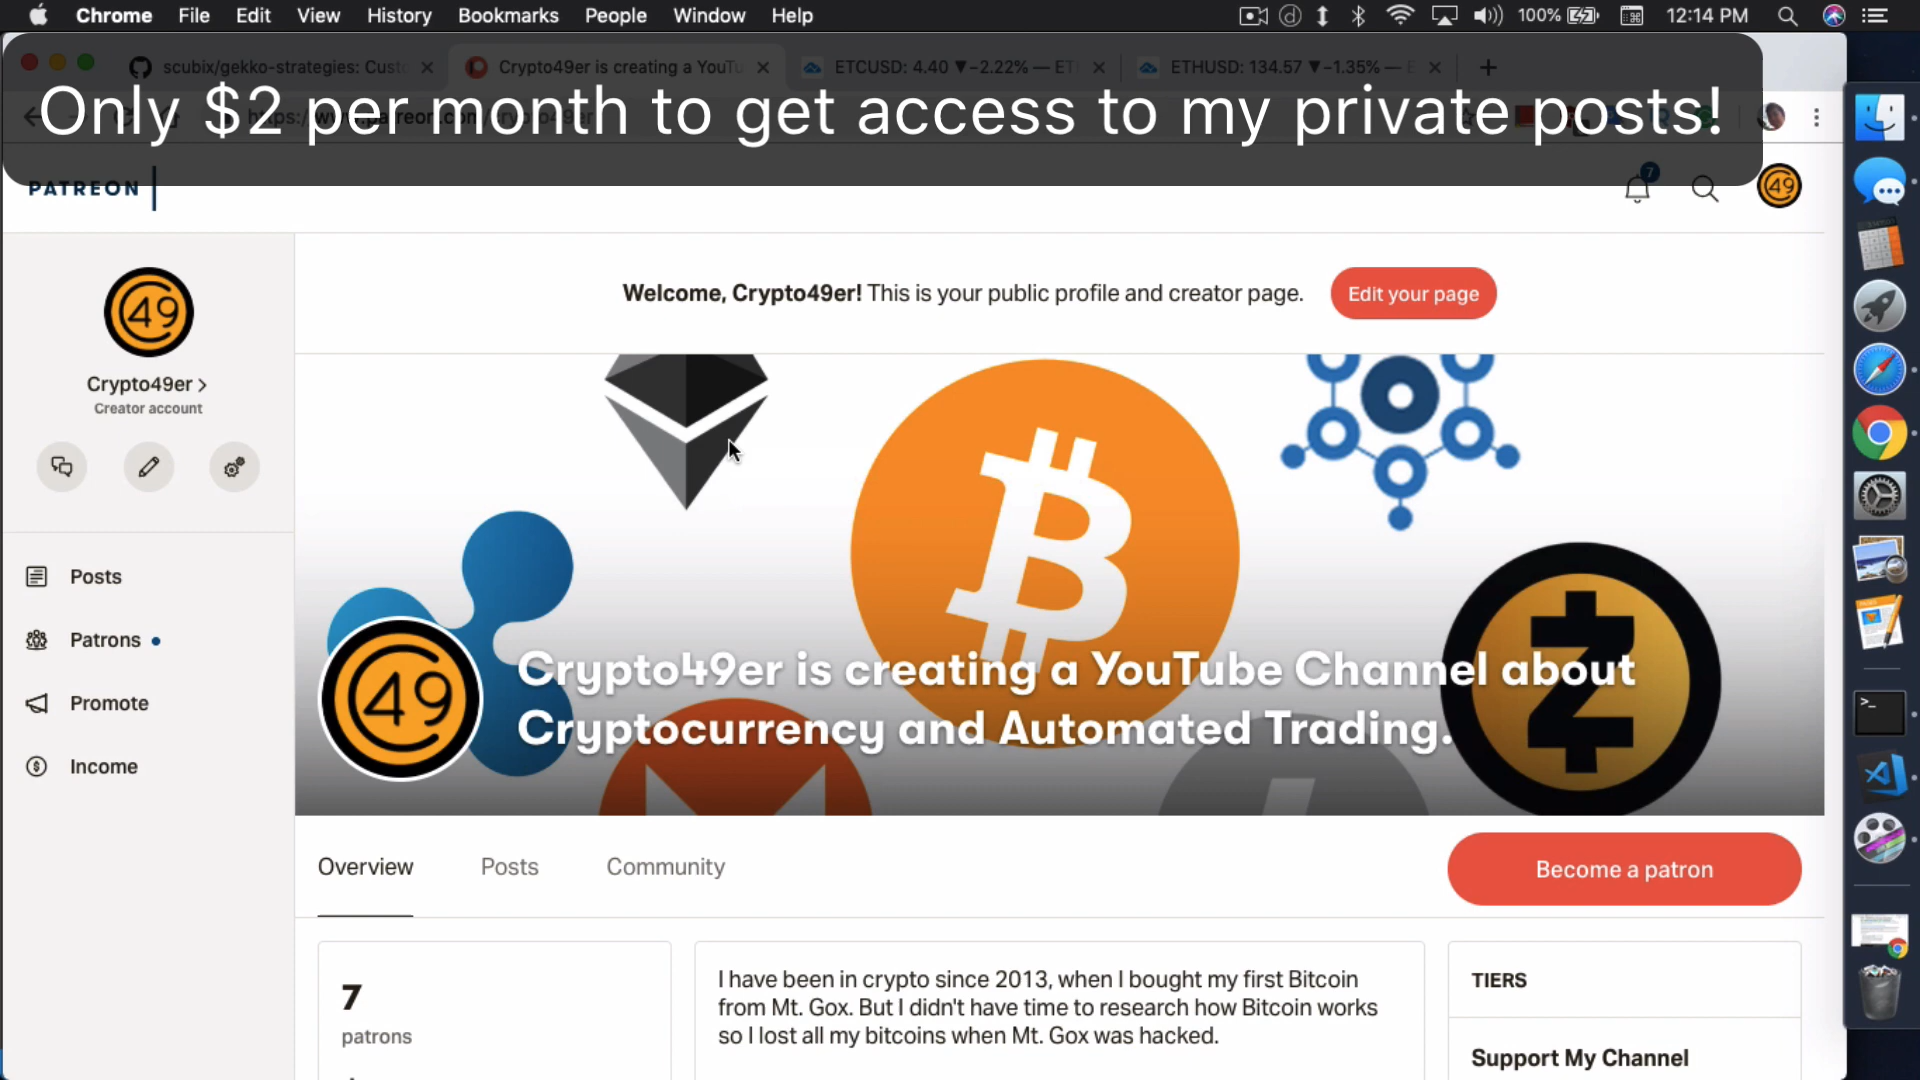 Chrome File Edit View History Bookmarks People Window Help 100% 12:14 PM
scubix/gekko-strategies: Custo Crypto49er is creating a YouTu ETCUSD: 4.40 ▼−2.22% — ET ETHUSD: 134.57 ▼−1.35% — E
Only $2 per month to get access to my private posts!
PATREON
7
49
49
Welcome, Crypto49er! This is your public profile and creator page.
Edit your page
Crypto49er >
Creator account
Posts
Patrons
Promote
Income
49
Crypto49er is creating a YouTube Channel about
Cryptocurrency and Automated Trading.
Overview Posts Community
Become a patron
7
patrons
I have been in crypto since 2013, when I bought my first Bitcoin
from Mt. Gox. But I didn't have time to research how Bitcoin works
so I lost all my bitcoins when Mt. Gox was hacked.
TIERS
Support My Channel